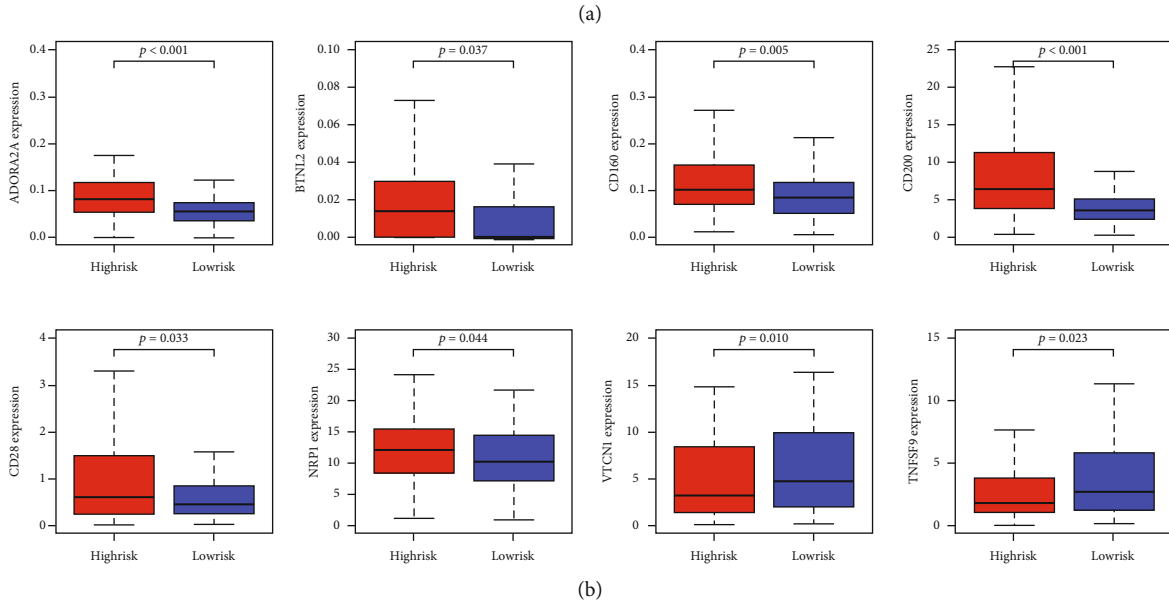 (a)
p < 0.001
ADORA2A expression
0.4
0.3
0.2
0.1
0.0
Highrisk Lowrisk
p = 0.037
BTNL2 expression
0.10
0.08
0.06
0.04
0.02
0.00
Highrisk Lowrisk
p = 0.005
CD160 expression
0.4
0.3
0.2
0.1
0.0
Highrisk Lowrisk
p < 0.001
CD200 expression
25
20
15
10
5
0
Highrisk Lowrisk
p = 0.033
CD28 expression
4
3
2
1
0
Highrisk Lowrisk
p = 0.044
NRP1 expression
30
25
20
15
10
5
0
Highrisk Lowrisk
p = 0.010
VTCN1 expression
20
15
10
5
0
Highrisk Lowrisk
p = 0.023
TNFSF9 expression
15
10
5
0
Highrisk Lowrisk
(b)